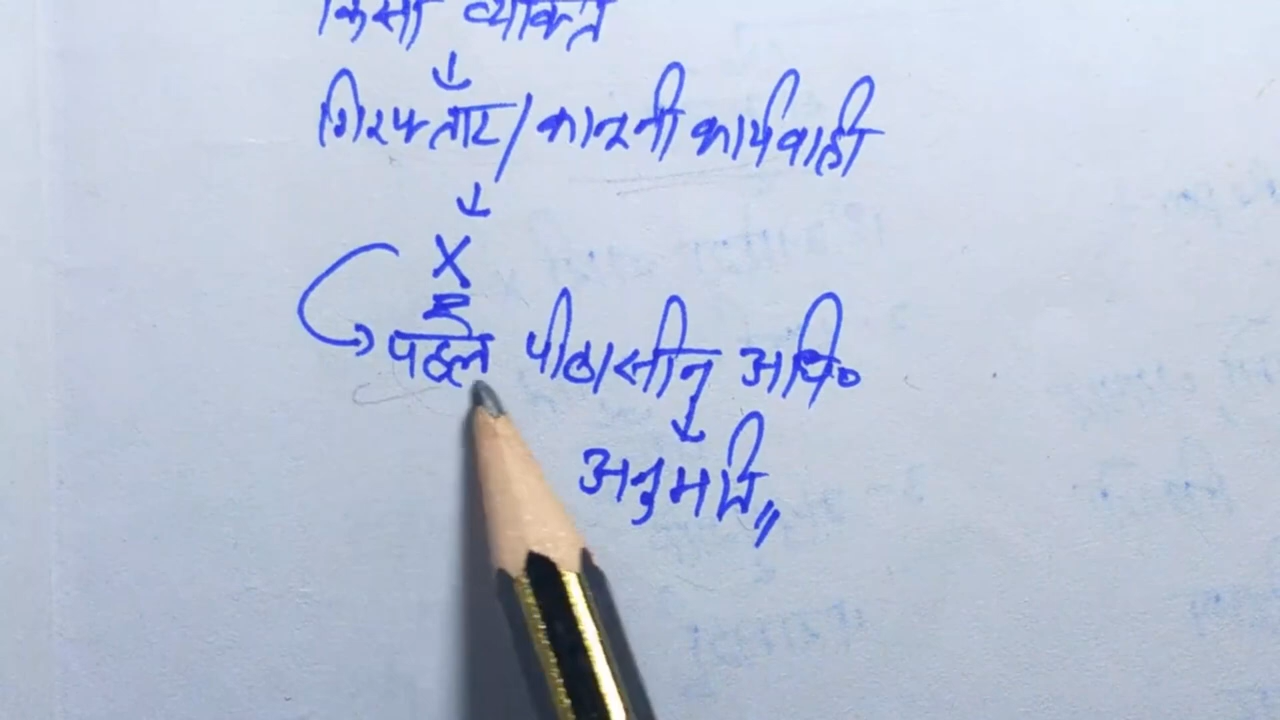 किसी व्यक्ति
↓
गिरफ्तार/कानूनी कार्यवाही
↓
X
पहले पीठासीन अधि०
↓
अनुमति,,